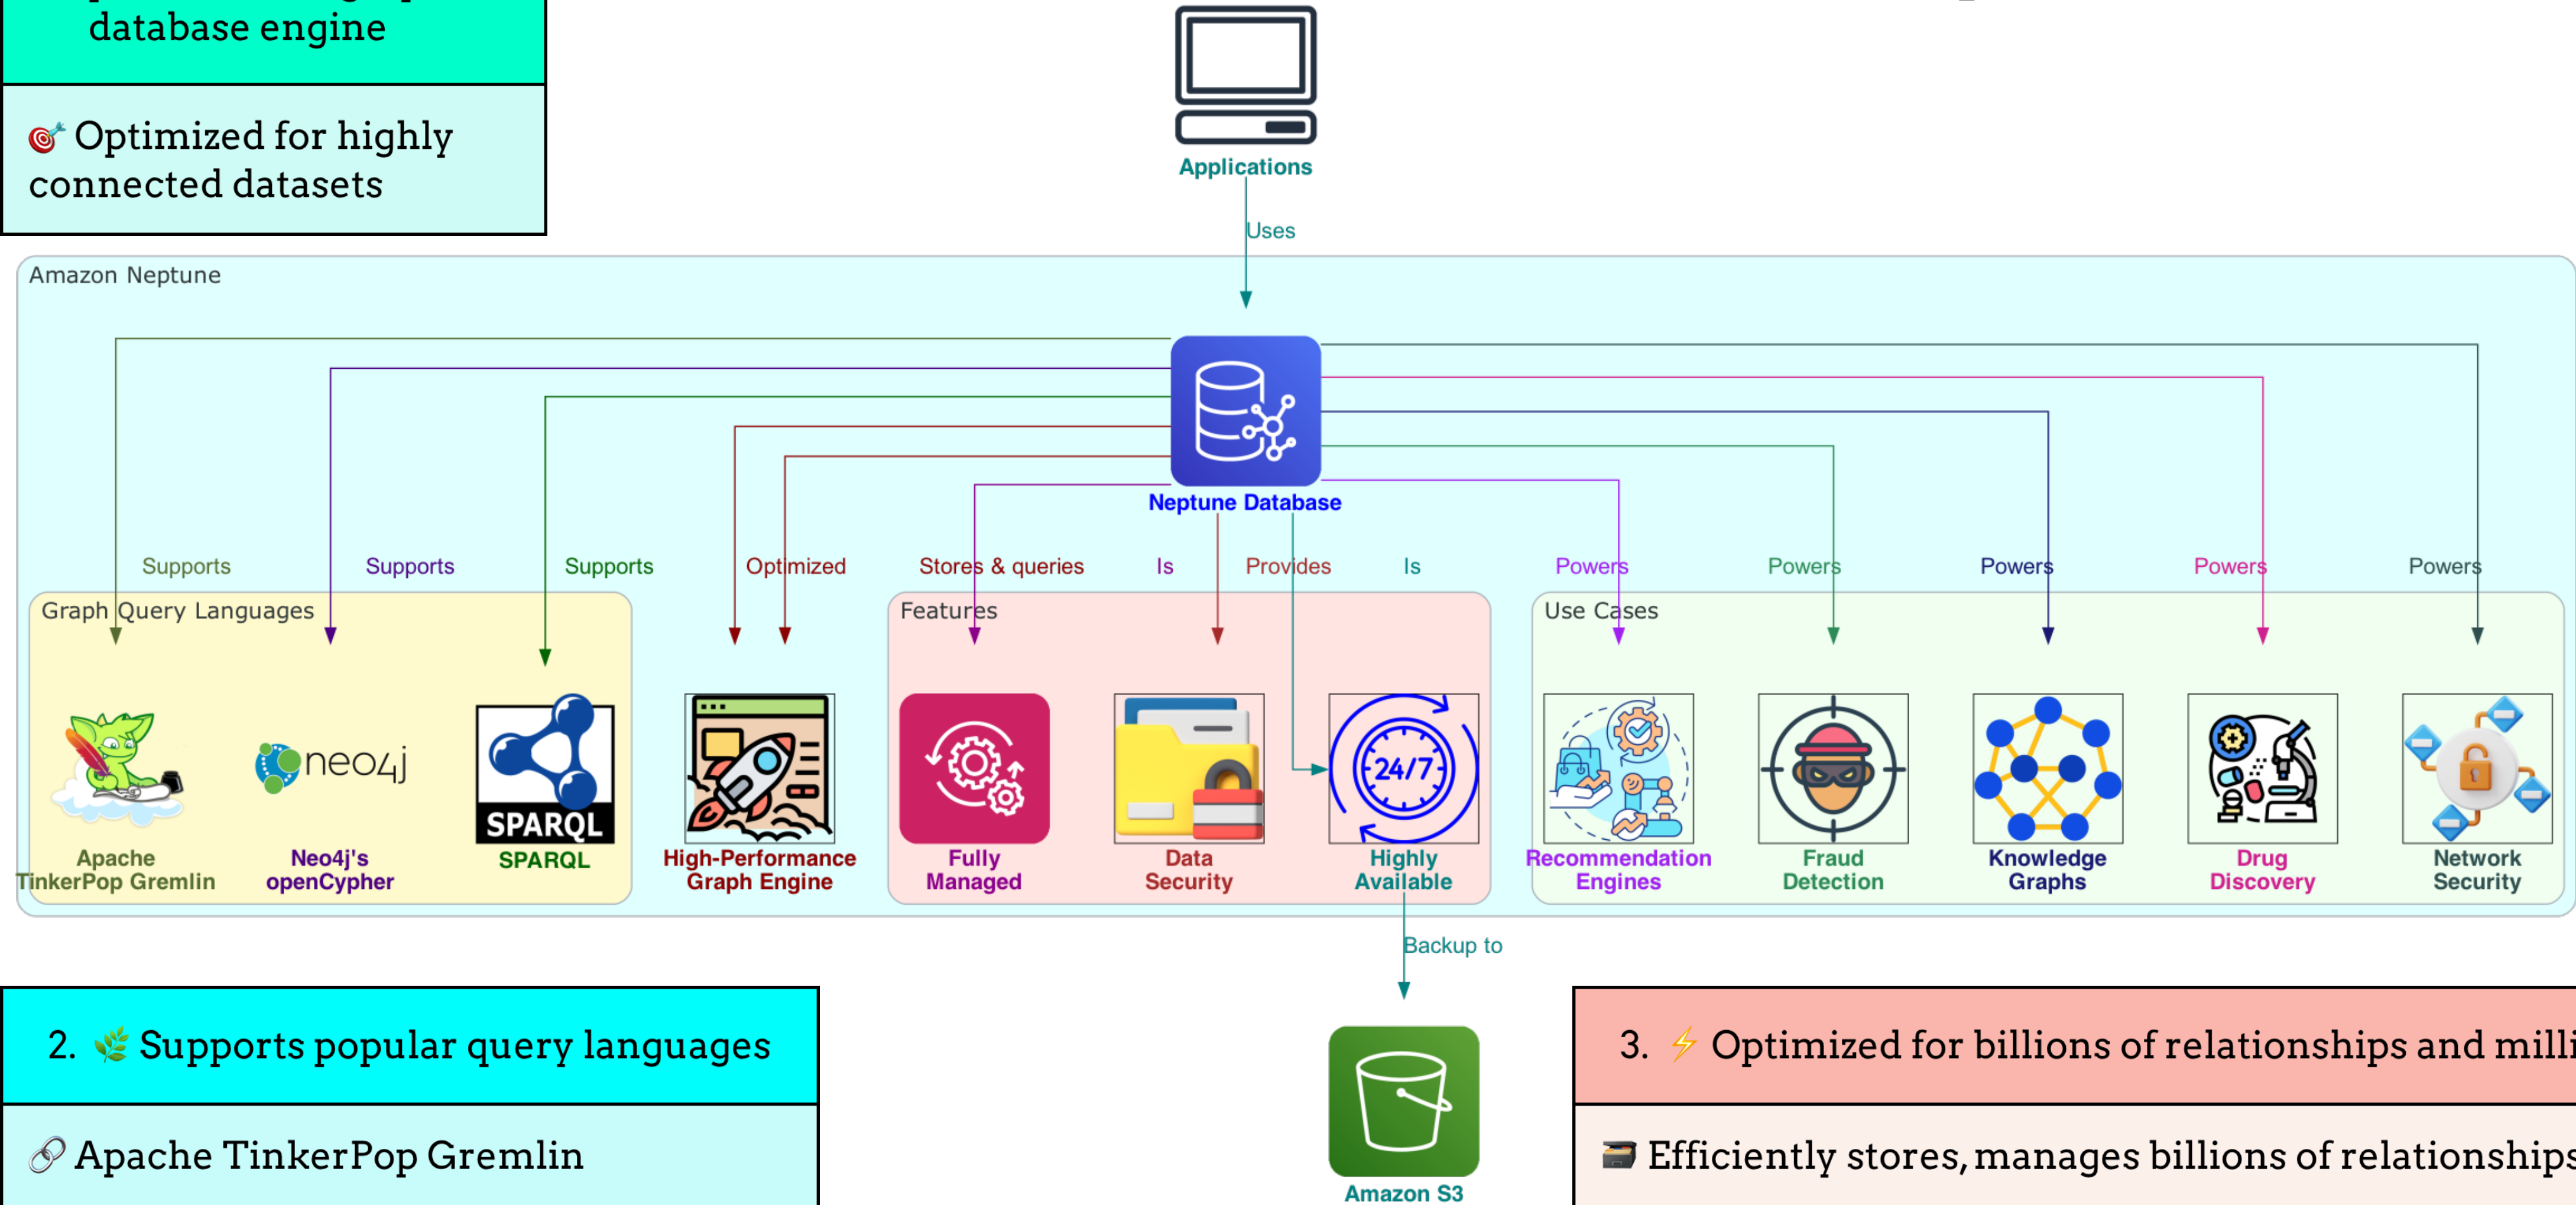 database engine
🎯 Optimized for highly
connected datasets
Applications
Uses
Amazon Neptune
Neptune Database
Supports
Supports
Supports
Optimized
Stores & queries
Is
Provides
Is
Powers
Powers
Powers
Powers
Powers
Graph Query Languages
Features
Use Cases
neo4j
SPARQL
24/7
Apache
TinkerPop Gremlin
Neo4j's
openCypher
SPARQL
High-Performance
Graph Engine
Fully
Managed
Data
Security
Highly
Available
Recommendation
Engines
Fraud
Detection
Knowledge
Graphs
Drug
Discovery
Network
Security
Backup to
Amazon S3
2. 🌿 Supports popular query languages
🔗 Apache TinkerPop Gremlin
3. ⚡ Optimized for billions of relationships and milli
🗃️ Efficiently stores, manages billions of relationships